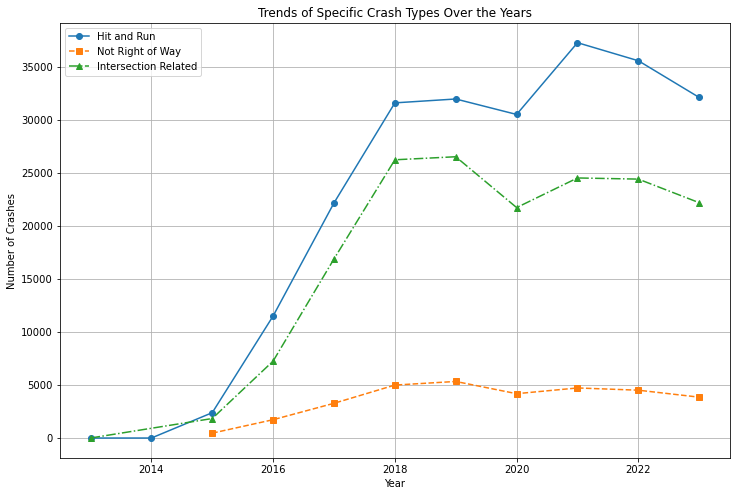 Trends of Specific Crash Types Over the Years
Hit and Run
Not Right of Way
Intersection Related
35000
30000
25000
20000
15000
10000
5000
0
Number of Crashes
2014 2016 2018 2020 2022
Year